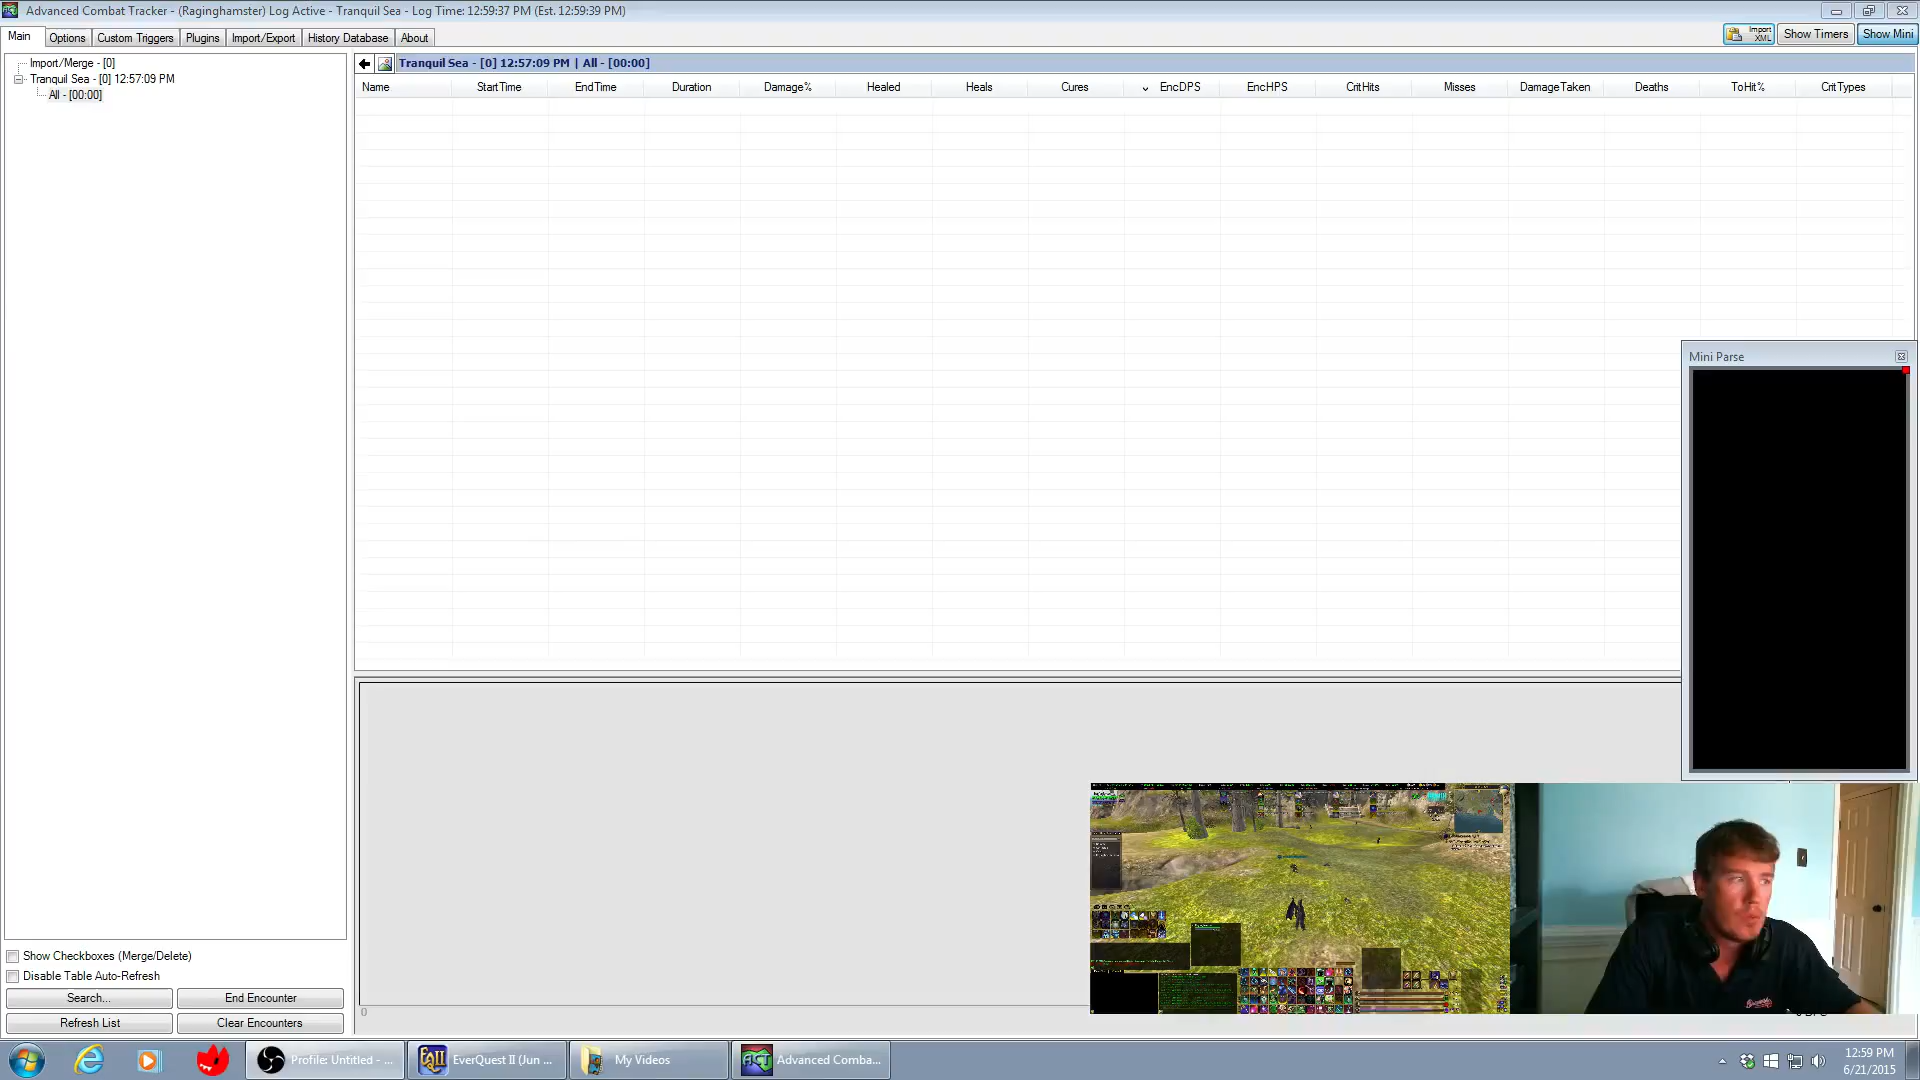 Advanced Combat Tracker - (Raginghamster) Log Active - Tranquil Sea - Log Time: 12:59:37 PM (Est. 12:59:39 PM)
Main Options Custom Triggers Plugins Import/Export History Database About
Import XML Show Timers Show Mini
Import/Merge - [0]
Tranquil Sea - [0] 12:57:09 PM
All - [00:00]
Tranquil Sea - [0] 12:57:09 PM | All - [00:00]
Name StartTime EndTime Duration Damage% Healed Heals Cures EncDPS EncHPS CritHits Misses DamageTaken Deaths ToHit% CritTypes
Mini Parse
Show Checkboxes (Merge/Delete)
Disable Table Auto-Refresh
Search... End Encounter
Refresh List Clear Encounters
0
Profile: Untitled - ... EverQuest II (Jun ... My Videos Advanced Comba...
12:59 PM
6/21/2015